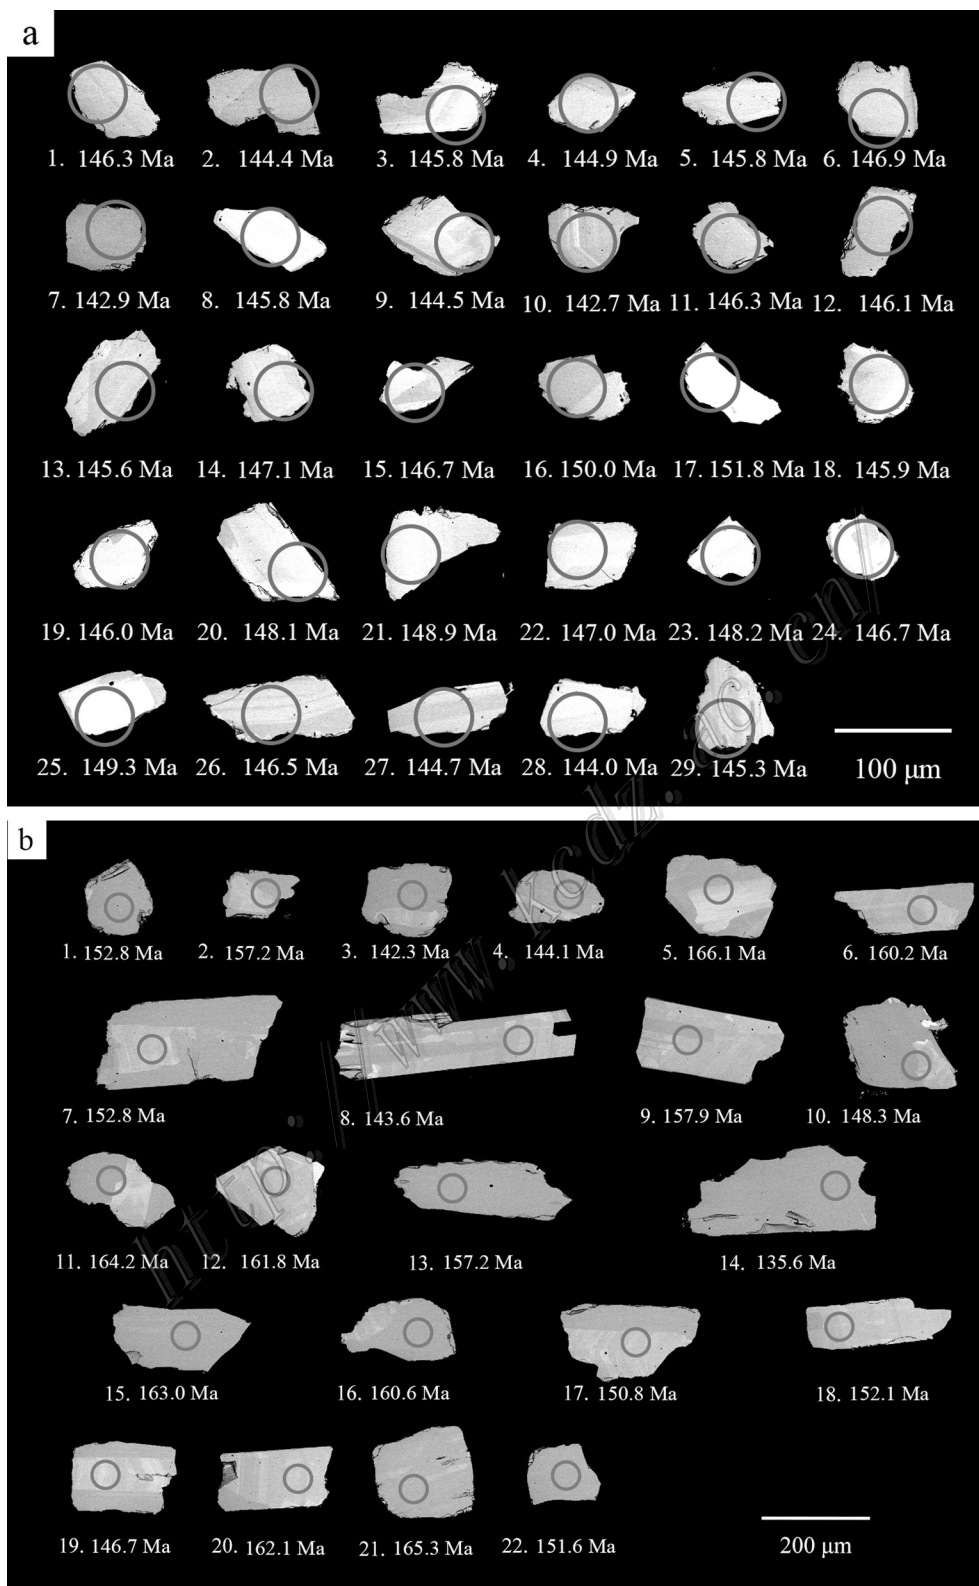 a
1. 146.3 Ma 2. 144.4 Ma 3. 145.8 Ma 4. 144.9 Ma 5. 145.8 Ma 6. 146.9 Ma
7. 142.9 Ma 8. 145.8 Ma 9. 144.5 Ma 10. 142.7 Ma 11. 146.3 Ma 12. 146.1 Ma
13. 145.6 Ma 14. 147.1 Ma 15. 146.7 Ma 16. 150.0 Ma 17. 151.8 Ma 18. 145.9 Ma
19. 146.0 Ma 20. 148.1 Ma 21. 148.9 Ma 22. 147.0 Ma 23. 148.2 Ma 24. 146.7 Ma
25. 149.3 Ma 26. 146.5 Ma 27. 144.7 Ma 28. 144.0 Ma 29. 145.3 Ma
100 μm
b
1. 152.8 Ma 2. 157.2 Ma 3. 142.3 Ma 4. 144.1 Ma 5. 166.1 Ma 6. 160.2 Ma
7. 152.8 Ma 8. 143.6 Ma 9. 157.9 Ma 10. 148.3 Ma
11. 164.2 Ma 12. 161.8 Ma 13. 157.2 Ma 14. 135.6 Ma
15. 163.0 Ma 16. 160.6 Ma 17. 150.8 Ma 18. 152.1 Ma
19. 146.7 Ma 20. 162.1 Ma 21. 165.3 Ma 22. 151.6 Ma
200 μm
http://www.kcdz.ac.cn/